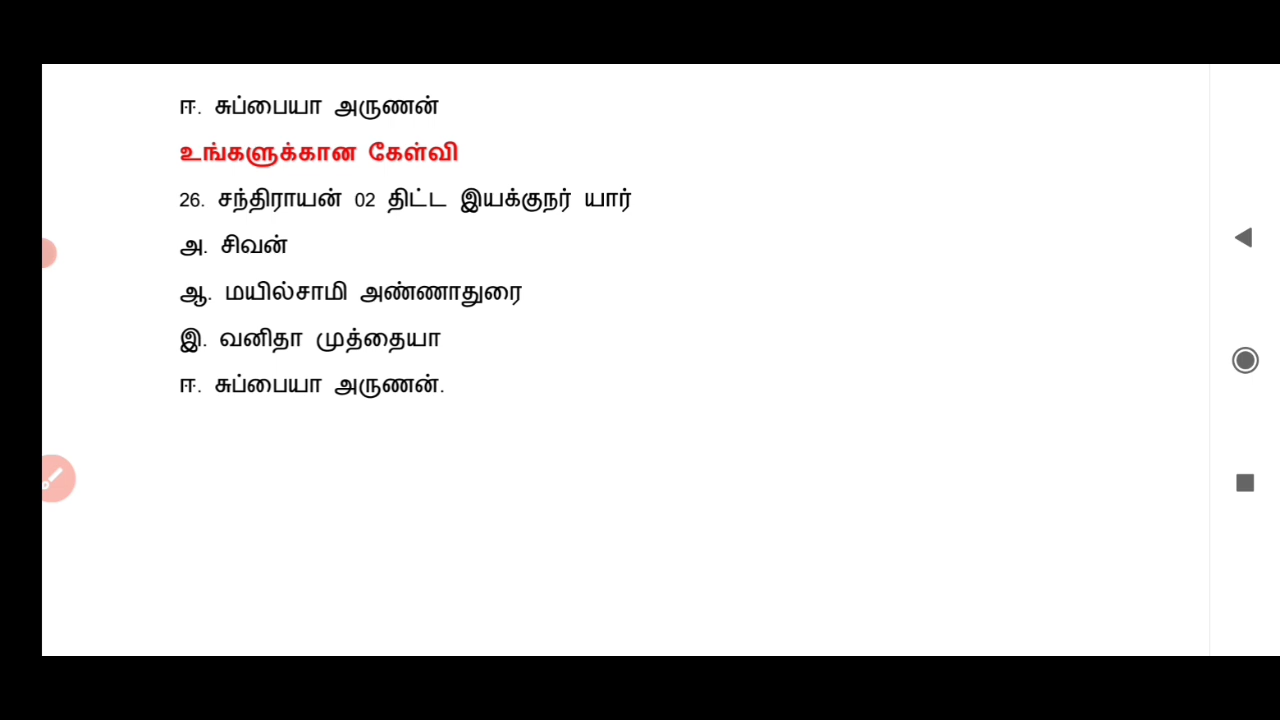 ஈ. சுப்பையா அருணன்
உங்களுக்கான கேள்வி
26. சந்திராயன் 02 திட்ட இயக்குநர் யார்
அ. சிவன்
ஆ. மயில்சாமி அண்ணாதுரை
இ. வனிதா முத்தையா
ஈ. சுப்பையா அருணன்.